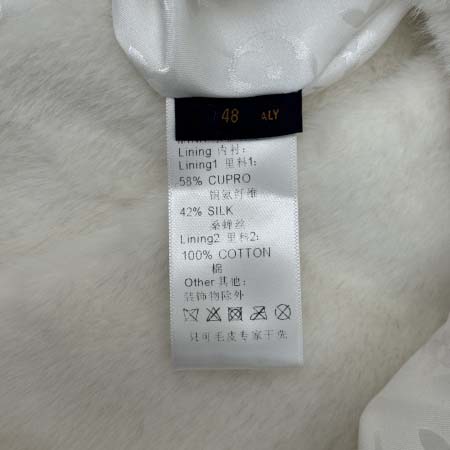 48 ALY
Lining 内衬:
Lining1 里料1:
58% CUPRO
铜氨纤维
42% SILK
桑蚕丝
Lining2 里料2:
100% COTTON
棉
Other 其他:
装饰物除外
只可毛皮专家干洗